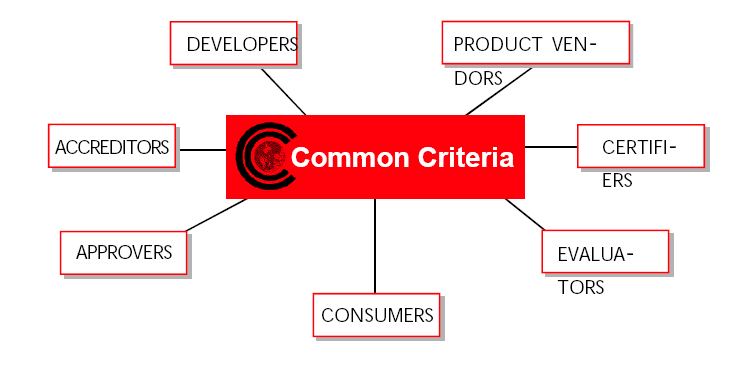 DEVELOPERS
PRODUCT VEN-
DORS
ACCREDITORS
Common Criteria
CERTIFI-
ERS
APPROVERS
EVALUA-
TORS
CONSUMERS